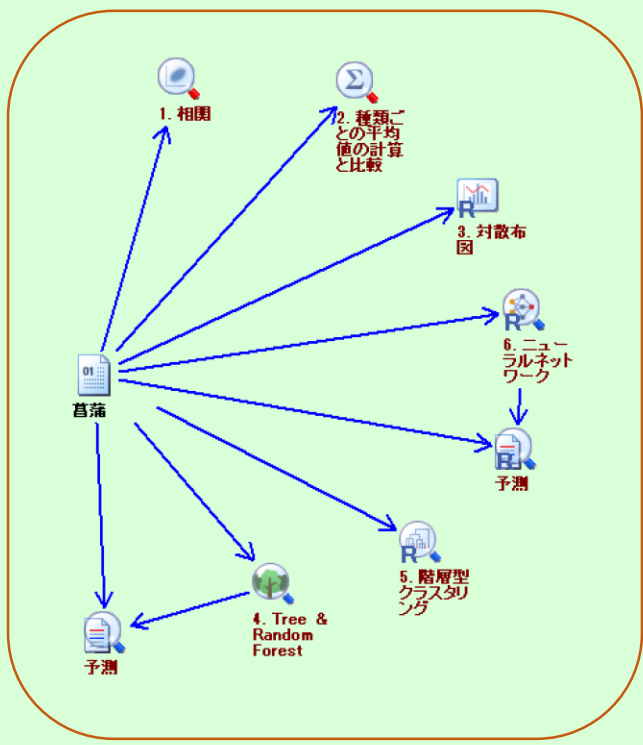 1. 相関
2. 種類ご
との平均
値の計算
と比較
R
3. 対散布
図
R
6. ニュー
ラルネット
ワーク
01
菖蒲
R
予測
R
5. 階層型
クラスタリ
ング
4. Tree &
Random
Forest
予測